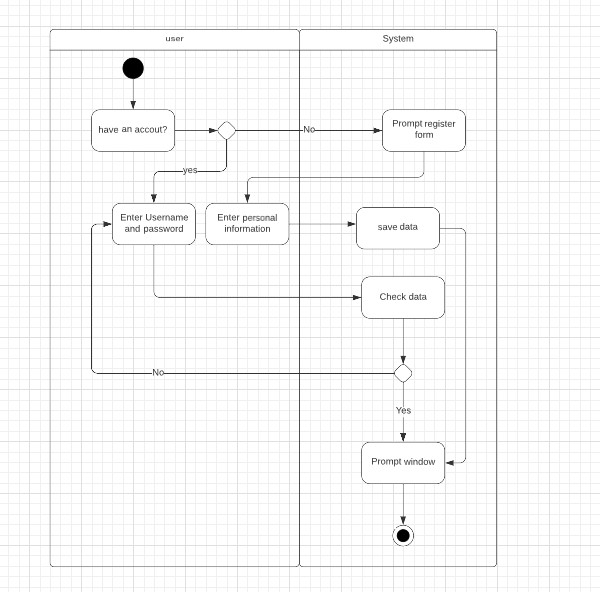 user
System
have an accout?
No
Prompt register
form
yes
Enter Username
and password
Enter personal
information
save data
Check data
No
Yes
Prompt window